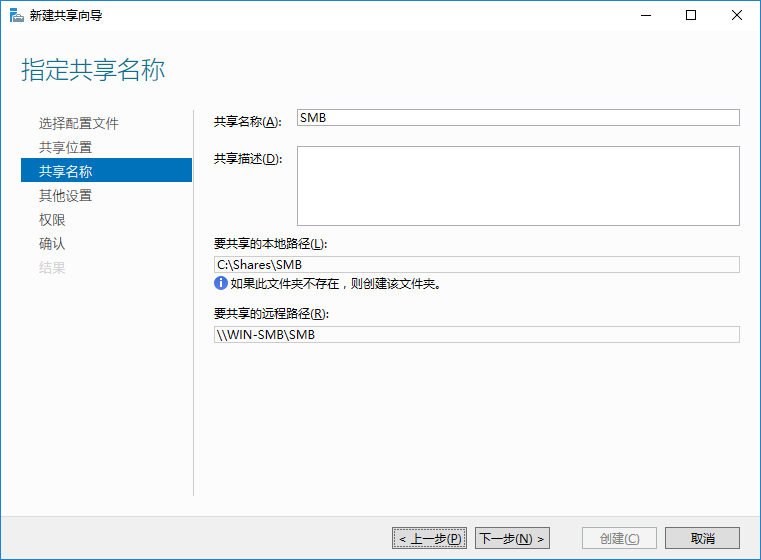 新建共享向导
指定共享名称
选择配置文件
共享位置
共享名称
其他设置
权限
确认
结果
共享名称(A): SMB
共享描述(D):
要共享的本地路径(L):
C:\Shares\SMB
如果此文件夹不存在，则创建该文件夹。
要共享的远程路径(R):
\\WIN-SMB\SMB
< 上一步(P) 下一步(N) > 创建(C) 取消